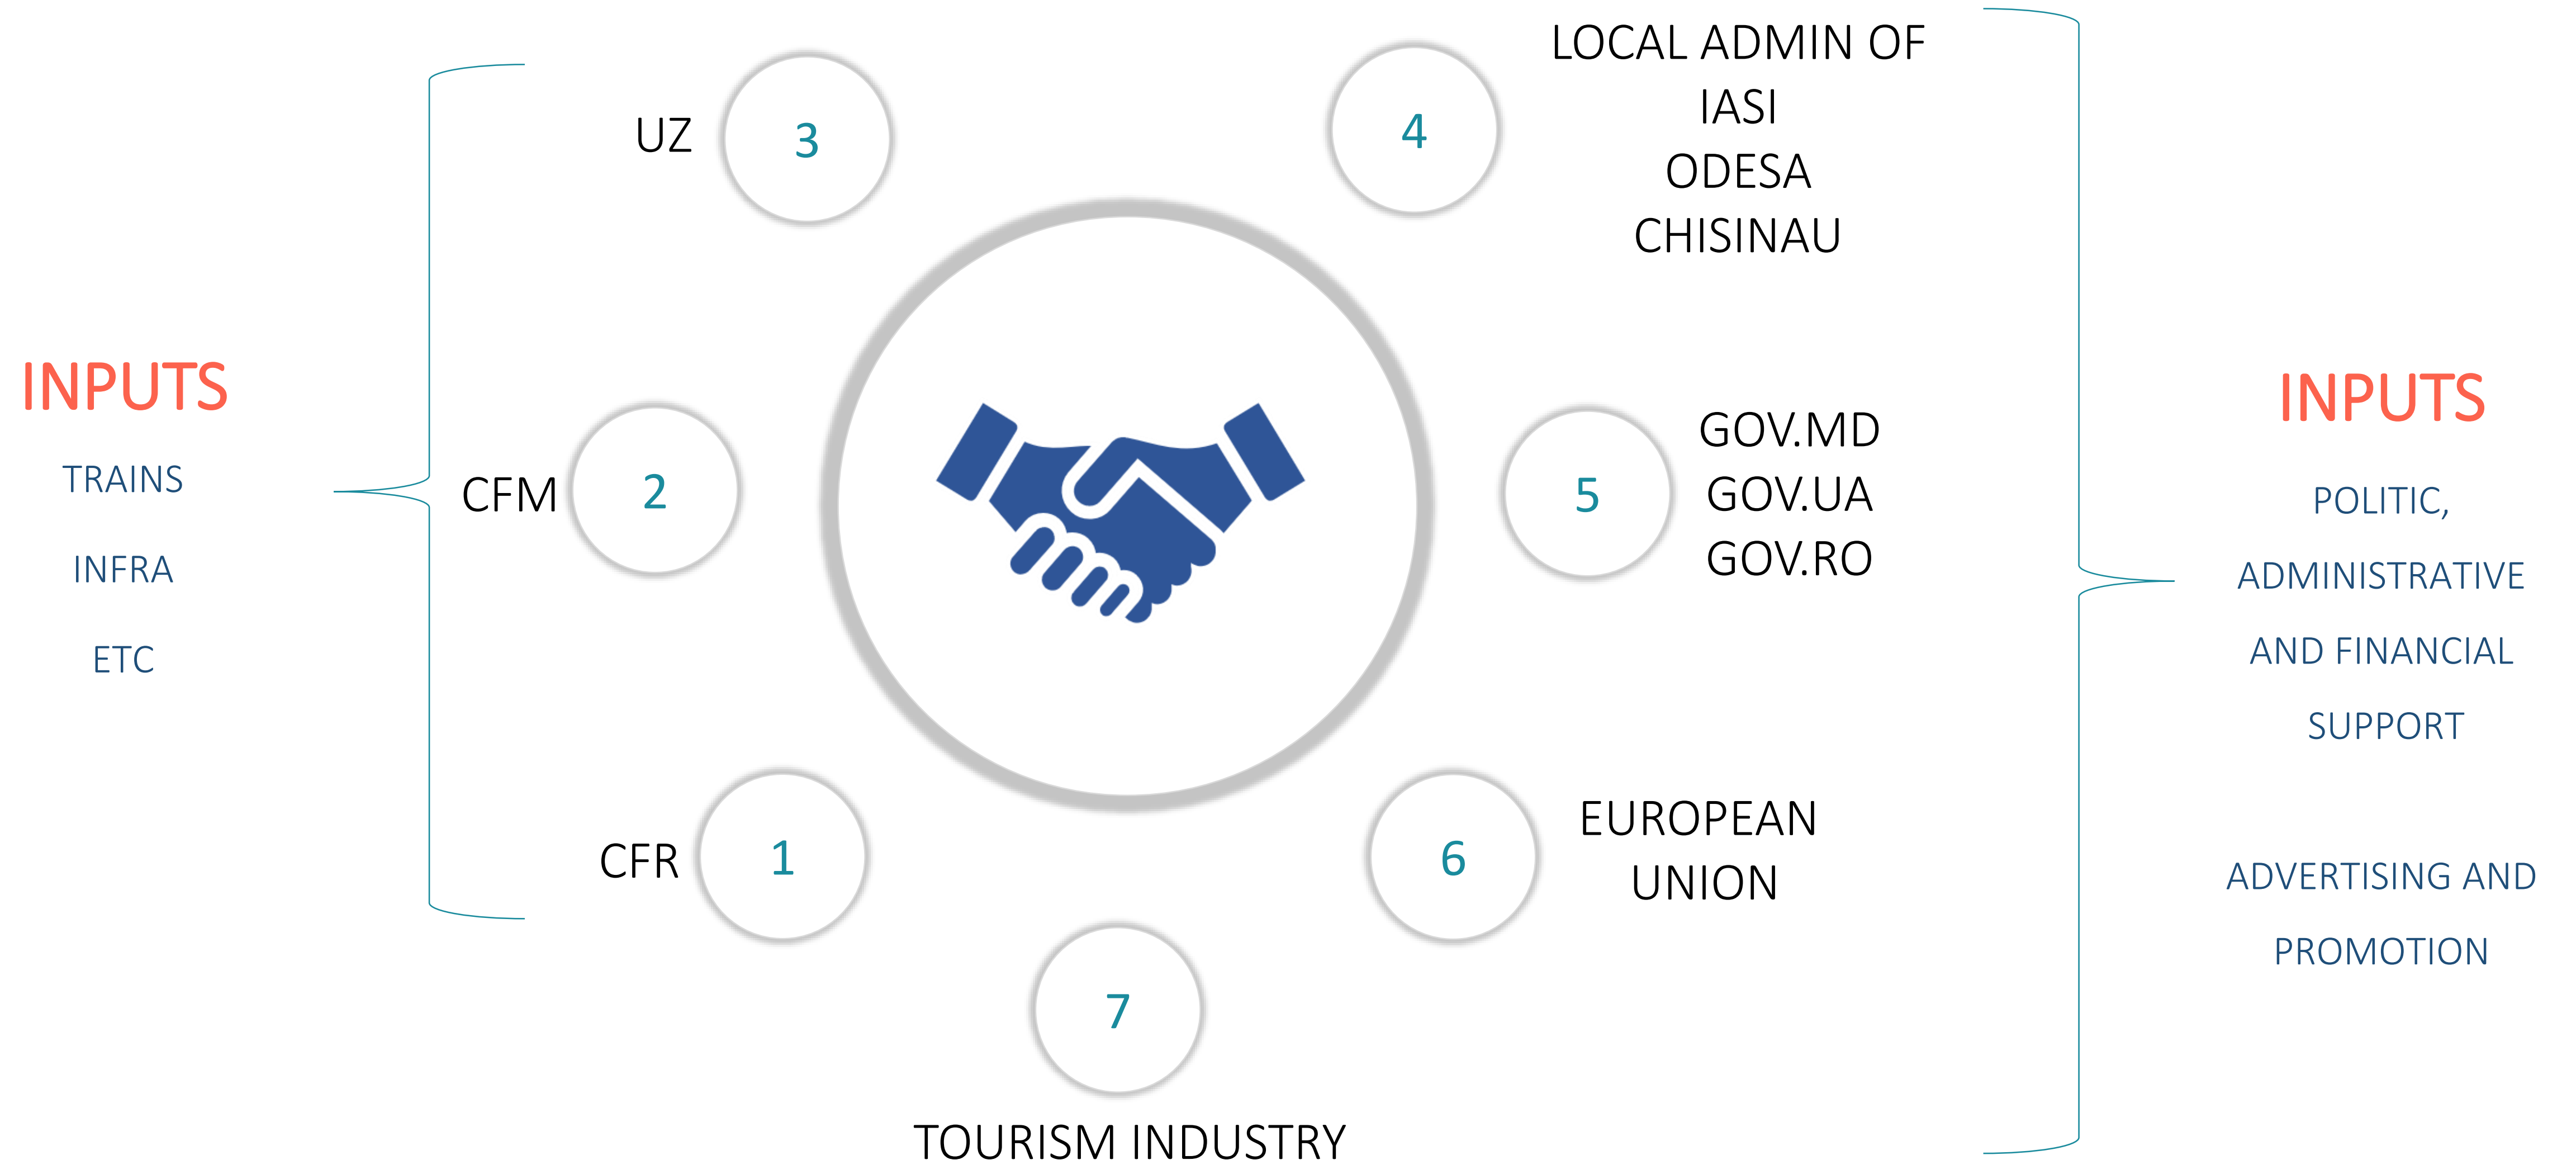 INPUTS
TRAINS
INFRA
ETC
UZ
3
CFM
2
CFR
1
7
TOURISM INDUSTRY
4
LOCAL ADMIN OF
IASI
ODESA
CHISINAU
5
GOV.MD
GOV.UA
GOV.RO
6
EUROPEAN
UNION
INPUTS
POLITIC,
ADMINISTRATIVE
AND FINANCIAL
SUPPORT
ADVERTISING AND
PROMOTION